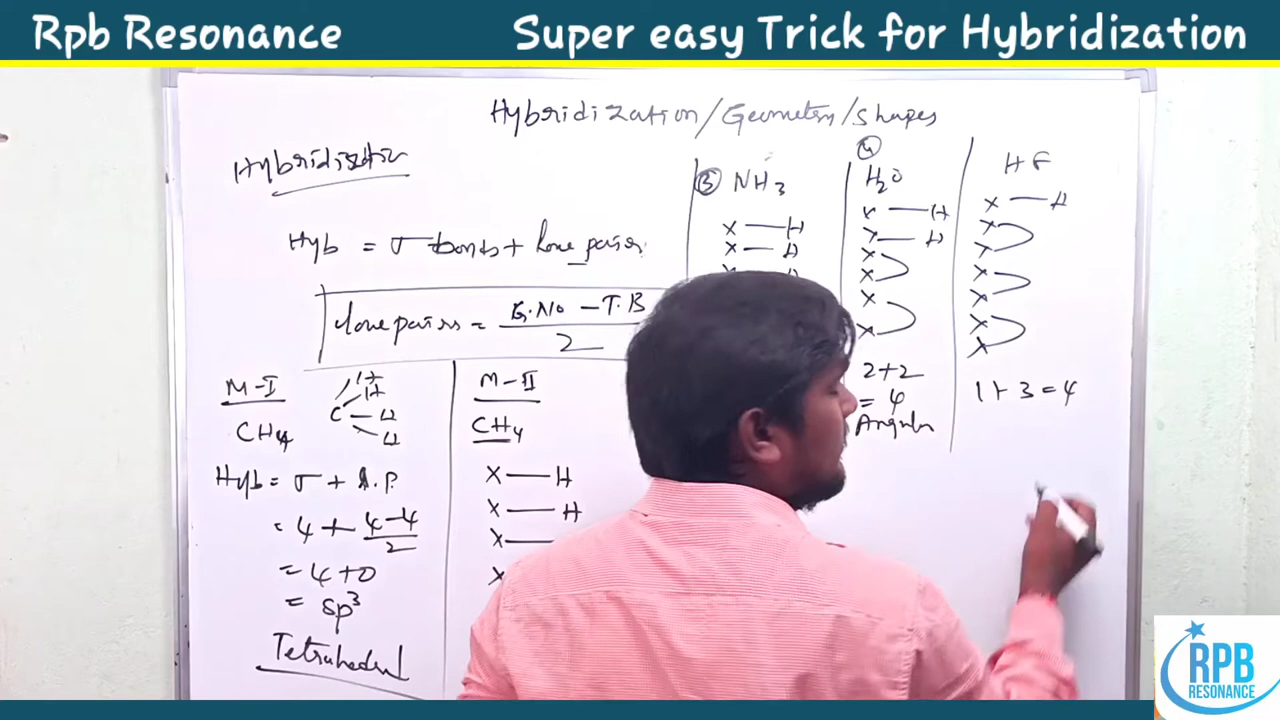 Rpb Resonance
Super easy Trick for Hybridization
Hybridization/Geometry/Shapes
Hybridization
Hyb = σ bonds + lone pairs
lone pairs = G.No - T.B / 2
M-I
H
H
C - H
H
CH4
Hyb = σ + l.p.
= 4 + 4-4 / 2
= 4+0
= sp3
Tetrahedral
M-II
CH4
X — H
X — H
X —
X
③ NH3
X — H
X — H
④
H2O
X — H
X — H
X
X
X
X
2+2
= 4
Angular
HF
X — H
X
X
X
X
X
X
1+3=4
RPB
RESONANCE